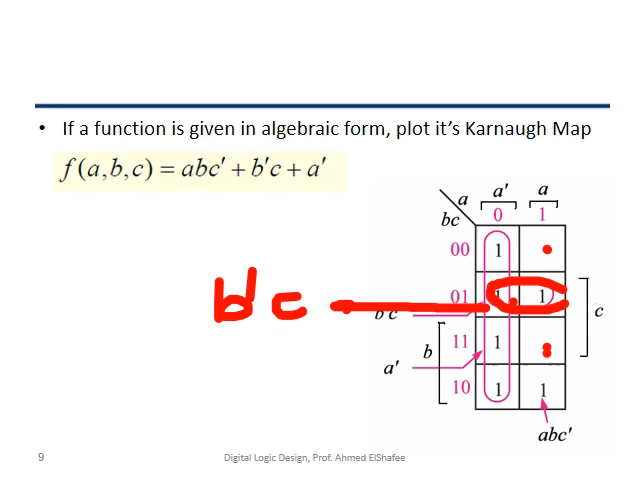 • If a function is given in algebraic form, plot it's Karnaugh Map
f(a,b,c) = abc' + b'c + a'
a a' a
bc 0 1
00 1
b'c 01 1 1 c
b'c
b 11 1
a'
10 1 1
abc'
9 Digital Logic Design, Prof. Ahmed ElShafee